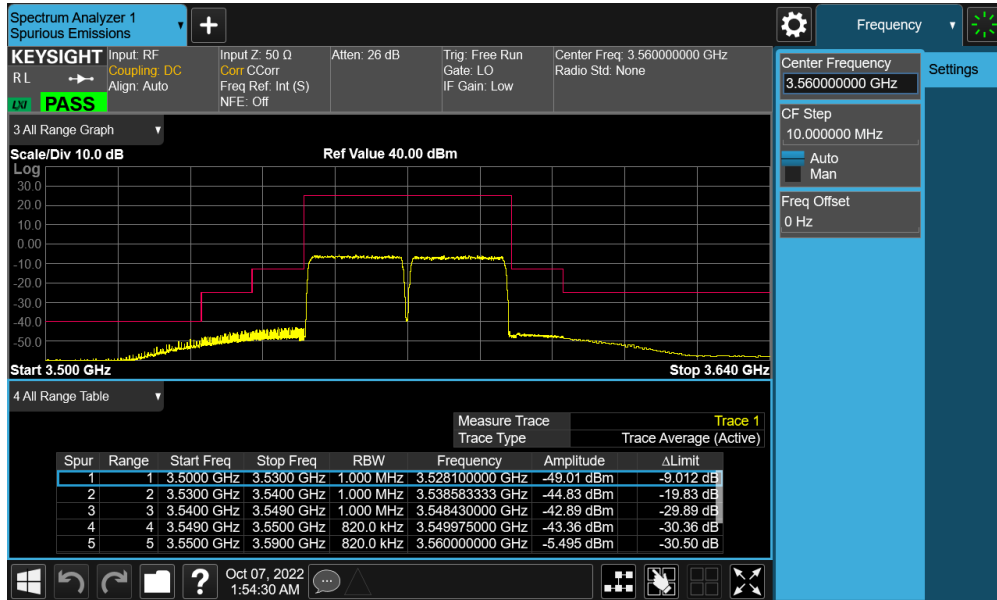 Spectrum Analyzer 1
Spurious Emissions
+
Frequency
KEYSIGHT
R L
LXI
PASS
Input: RF
Coupling: DC
Align: Auto
Input Z: 50 Ω
Corr CCorr
Freq Ref: Int (S)
NFE: Off
Atten: 26 dB
Trig: Free Run
Gate: LO
IF Gain: Low
Center Freq: 3.560000000 GHz
Radio Std: None
Center Frequency
3.560000000 GHz
Settings
CF Step
10.000000 MHz
Auto
Man
Freq Offset
0 Hz
3 All Range Graph
Scale/Div 10.0 dB
Ref Value 40.00 dBm
Log
30.0
20.0
10.0
0.00
-10.0
-20.0
-30.0
-40.0
-50.0
Start 3.500 GHz
Stop 3.640 GHz
4 All Range Table
Measure Trace Trace 1
Trace Type Trace Average (Active)
Spur Range Start Freq Stop Freq RBW Frequency Amplitude ΔLimit
1 1 3.5000 GHz 3.5300 GHz 1.000 MHz 3.528100000 GHz -49.01 dBm -9.012 dB
2 2 3.5300 GHz 3.5400 GHz 1.000 MHz 3.538583333 GHz -44.83 dBm -19.83 dB
3 3 3.5400 GHz 3.5490 GHz 1.000 MHz 3.548430000 GHz -42.89 dBm -29.89 dB
4 4 3.5490 GHz 3.5500 GHz 820.0 kHz 3.549975000 GHz -43.36 dBm -30.36 dB
5 5 3.5500 GHz 3.5900 GHz 820.0 kHz 3.560000000 GHz -5.495 dBm -30.50 dB
?
Oct 07, 2022
1:54:30 AM